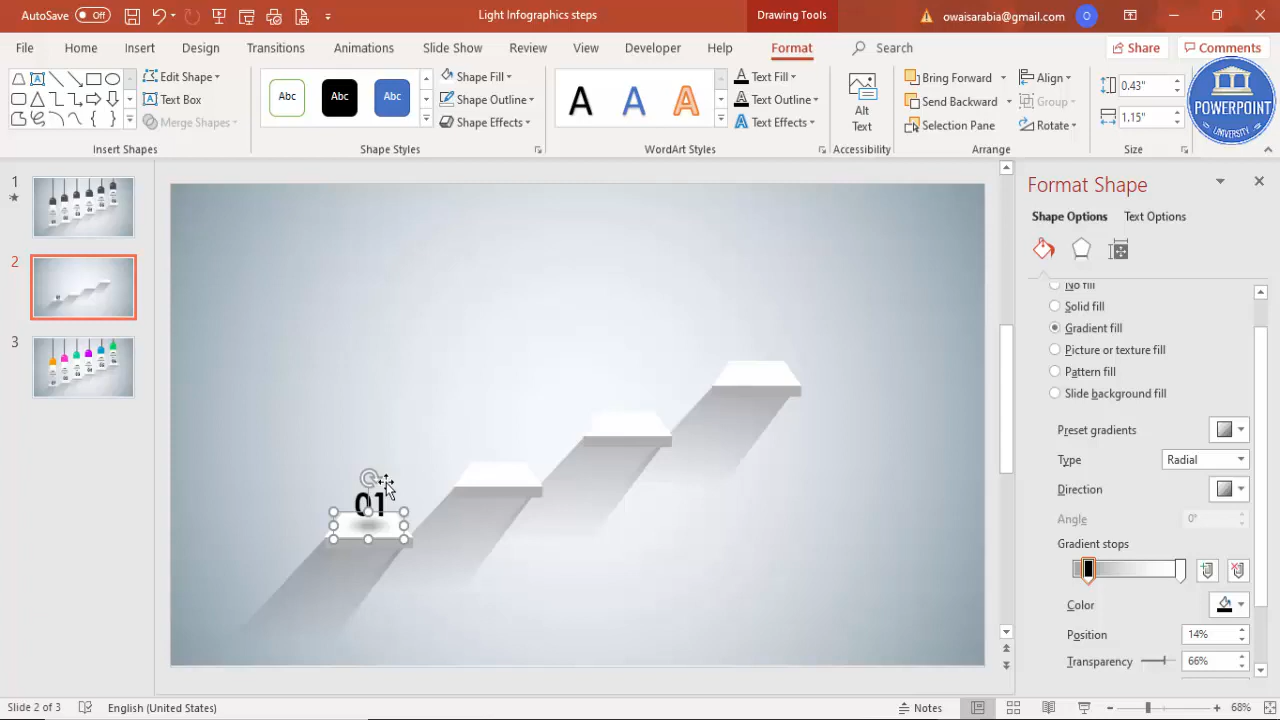 AutoSave Off
Light Infographics steps
Drawing Tools
owaisarabia@gmail.com
O
File Home Insert Design Transitions Animations Slide Show Review View Developer Help Format Search
Share Comments
Edit Shape
Text Box
Merge Shapes
Insert Shapes
Abc Abc Abc
Shape Fill
Shape Outline
Shape Effects
Shape Styles
A A A
Text Fill
Text Outline
Text Effects
WordArt Styles
Alt
Text
Accessibility
Bring Forward
Send Backward
Selection Pane
Align
Group
Rotate
Arrange
0.43"
1.15"
Size
POWERPOINT
UNIVERSITY
1
2
3
01
Format Shape
Shape Options Text Options
No fill
Solid fill
Gradient fill
Picture or texture fill
Pattern fill
Slide background fill
Preset gradients
Type Radial
Direction
Angle 0°
Gradient stops
Color
Position 14%
Transparency 66%
Slide 2 of 3
English (United States)
Notes
68%